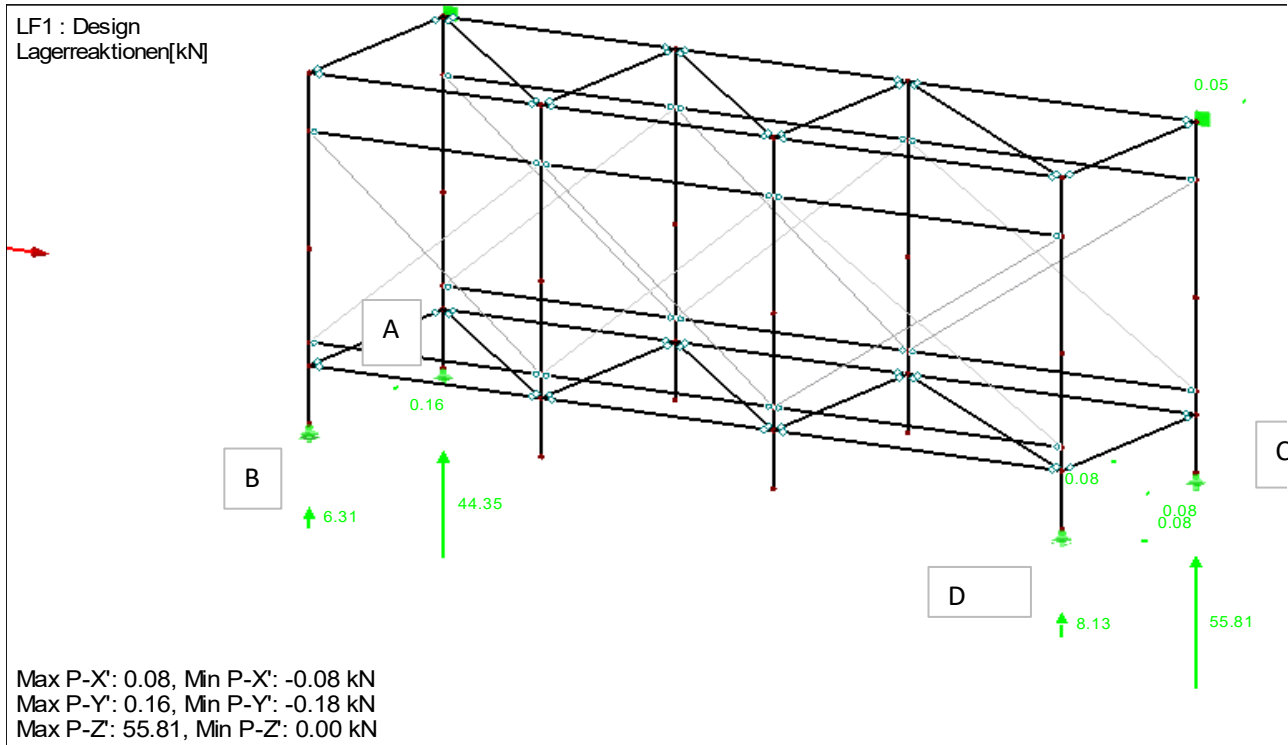 LF1 : Design
Lagerreaktionen[kN]
0.05
A
0.16
B
44.35
6.31
0.08
C
0.08
0.08
D
8.13
55.81
Max P-X': 0.08, Min P-X': -0.08 kN
Max P-Y': 0.16, Min P-Y': -0.18 kN
Max P-Z': 55.81, Min P-Z': 0.00 kN